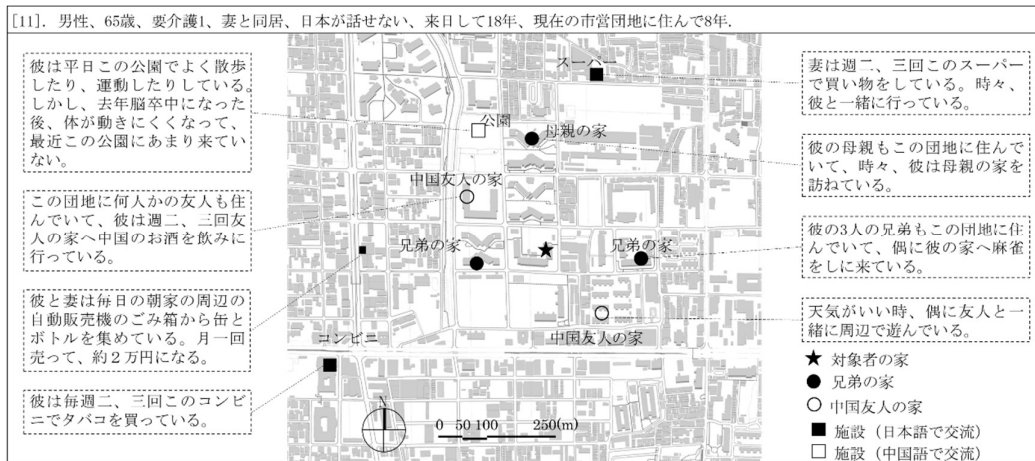 [11]. 男性、65歳、要介護1、妻と同居、日本が話せない、来日して18年、現在の市営団地に住んで8年.
彼は平日この公園でよく散歩
したり、運動したりしている。
しかし、去年脳卒中になった
後、体が動きにくくなって、
最近この公園にあまり来てい
ない。
この団地に何人かの友人も住
んでいて、彼は週二、三回友
人の家へ中国のお酒を飲みに
行っている。
彼と妻は毎日の朝家の周辺の
自動販売機のごみ箱から缶と
ボトルを集めている。月一回
売って、約2万円になる。
彼は毎週二、三回このコンビ
ニでタバコを買っている。
スーパー
公園
母親の家
中国友人の家
兄弟の家
兄弟の家
中国友人の家
コンビニ
N
0 50 100 250(m)
妻は週二、三回このスーパー
で買い物をしている。時々、
彼と一緒に行っている。
彼の母親もこの団地に住んで
いて、時々、彼は母親の家を
訪ねている。
彼の3人の兄弟もこの団地に住
んでいて、偶に彼の家へ麻雀
をしに来ている。
天気がいい時、偶に友人と一
緒に周辺で遊んでいる。
★ 対象者の家
● 兄弟の家
○ 中国友人の家
■ 施設（日本語で交流）
□ 施設（中国語で交流）